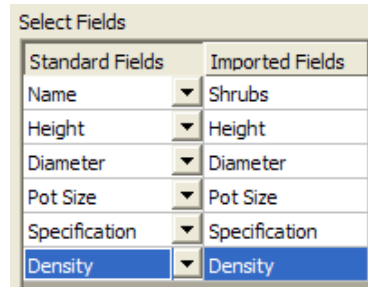 Select Fields
Standard Fields Imported Fields
Name Shrubs
Height Height
Diameter Diameter
Pot Size Pot Size
Specification Specification
Density Density